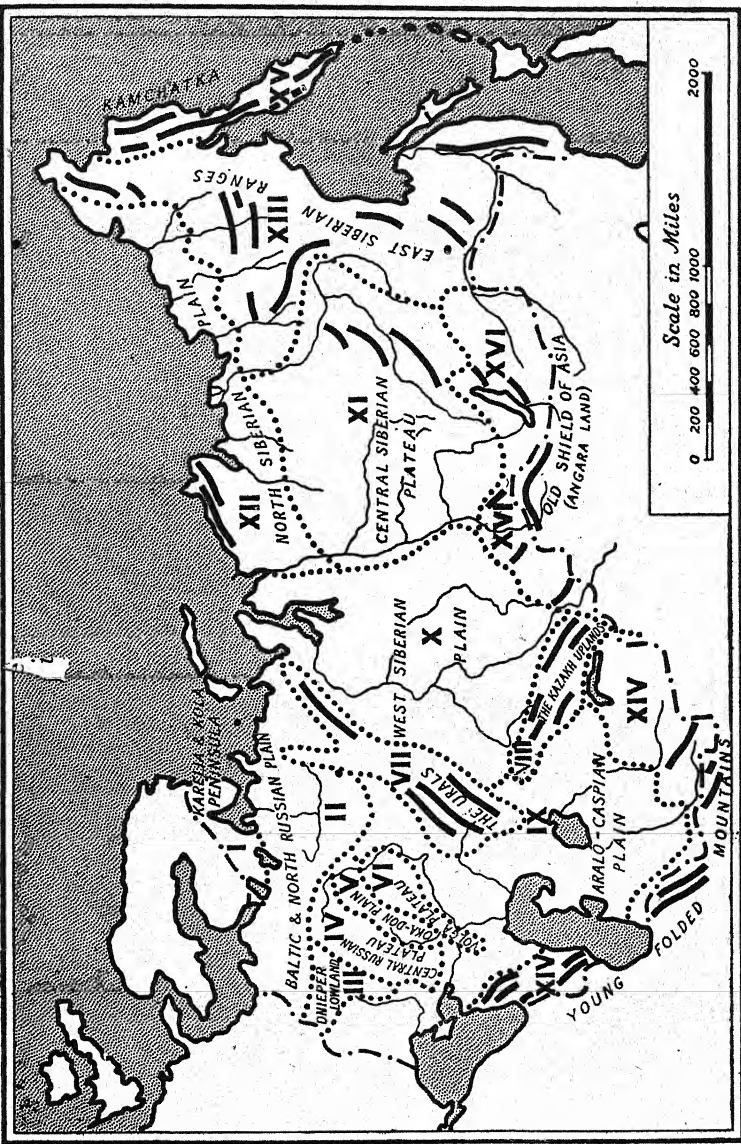 KARELIA & KOLA
PENINSULA
I
BALTIC & NORTH RUSSIAN PLAIN
II
DNIEPER
LOWLAND
III
CENTRAL RUSSIAN
PLATEAU
IV
OKA-DON PLAIN
V
VOLGA PLATEAU
VI
VII
THE URALS
VIII
THE KAZAKH UPLANDS
IX
ARALO-CASPIAN
PLAIN
WEST SIBERIAN
X
PLAIN
XI
CENTRAL SIBERIAN
PLATEAU
XII
NORTH SIBERIAN PLAIN
XIII
EAST SIBERIAN RANGES
XIV
XIV
YOUNG FOLDED MOUNTAINS
KAMCHATKA
XV
XVI
XVI
OLD SHIELD OF ASIA
(ANGARA LAND)
Scale in Miles
0 200 400 600 800 1000 2000